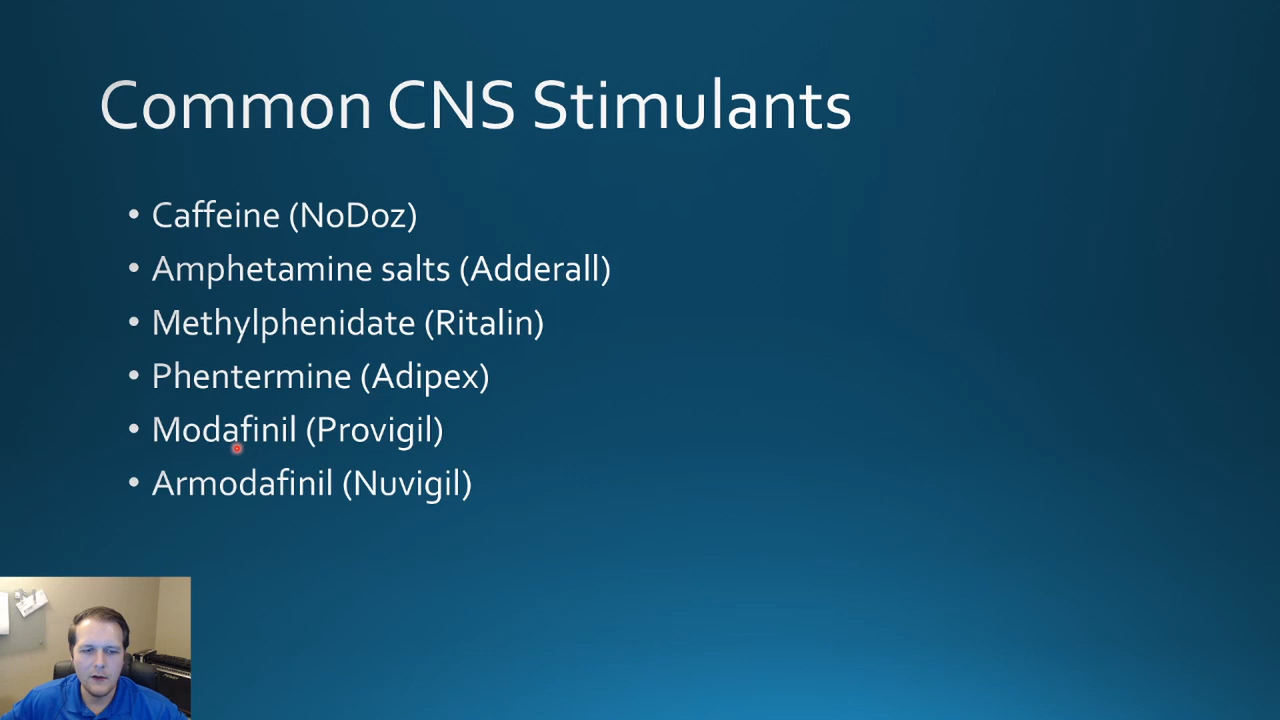 Common CNS Stimulants
• Caffeine (NoDoz)
• Amphetamine salts (Adderall)
• Methylphenidate (Ritalin)
• Phentermine (Adipex)
• Modafinil (Provigil)
• Armodafinil (Nuvigil)